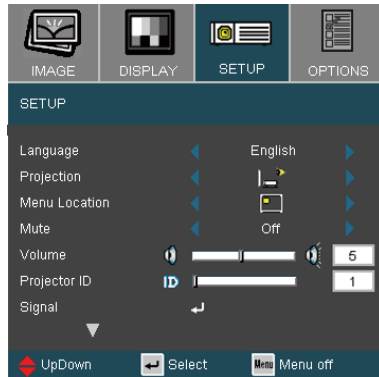 IMAGE DISPLAY SETUP OPTIONS
SETUP
Language English
Projection
Menu Location
Mute Off
Volume 5
Projector ID ID 1
Signal
UpDown Select Menu Menu off